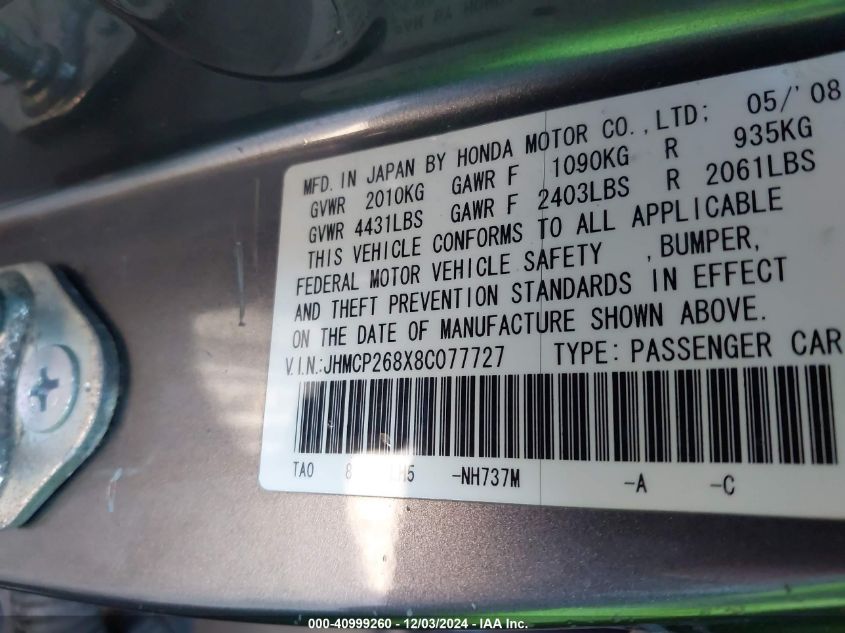 MFD. IN JAPAN BY HONDA MOTOR CO.,LTD; 05/'08
GVWR 2010KG GAWR F 1090KG R 935KG
GVWR 4431LBS GAWR F 2403LBS R 2061LBS
THIS VEHICLE CONFORMS TO ALL APPLICABLE
FEDERAL MOTOR VEHICLE SAFETY ,BUMPER,
AND THEFT PREVENTION STANDARDS IN EFFECT
ON THE DATE OF MANUFACTURE SHOWN ABOVE.
V.I.N.:JHMCP268X8C077727 TYPE: PASSENGER CAR
TA0 -NH737M -A -C
000-40999260 - 12/03/2024 - IAA Inc.